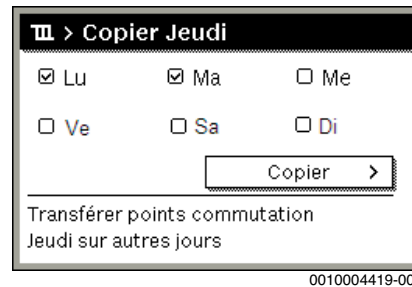 > Copier Jeudi
☑ Lu ☑ Ma ☐ Me
☐ Ve ☐ Sa ☐ Di
Copier >
Transférer points commutation
Jeudi sur autres jours
0010004419-00